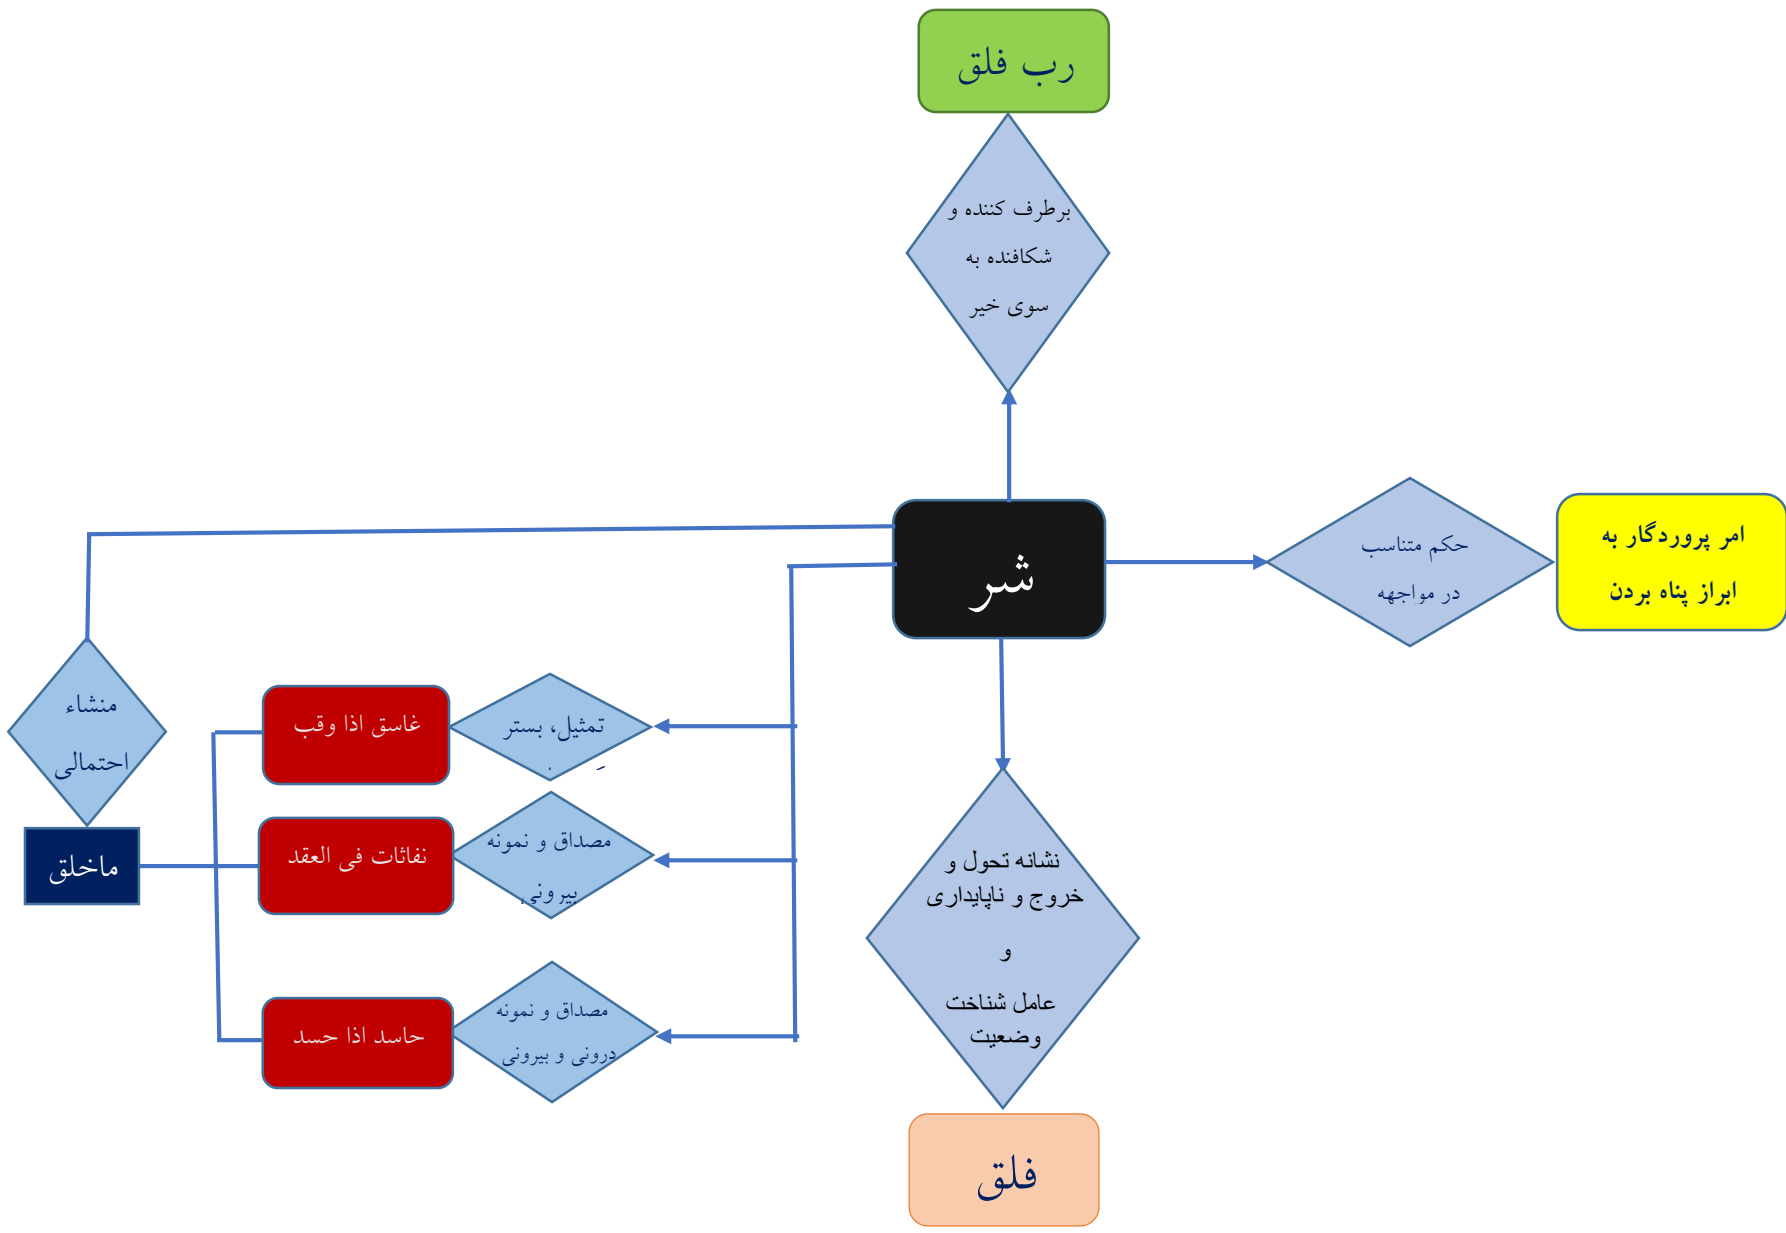 رب فلق
برطرف کننده و
شکافنده به
سوی خیر
شر
حکم متناسب
در مواجهه
امر پروردگار به
ابراز پناه بردن
منشاء
احتمالی
ماخلق
غاسق اذا وقب
تمثیل، بستر
نفاثات فی العقد
مصداق و نمونه
بیرونی
حاسد اذا حسد
مصداق و نمونه
درونی و بیرونی
نشانه تحول و
خروج و ناپایداری
و
عامل شناخت
وضعیت
فلق